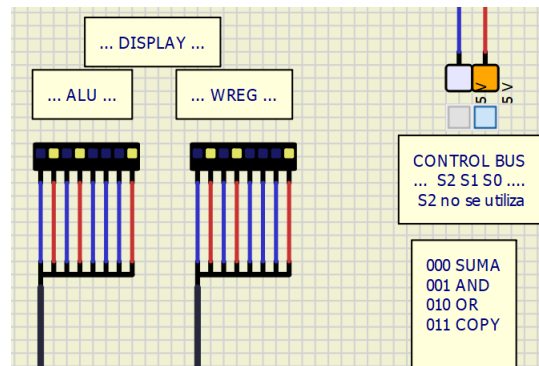 ... DISPLAY ...
... ALU ...
... WREG ...
5 V
5 V
CONTROL BUS
... S2 S1 S0 ....
S2 no se utiliza
000 SUMA
001 AND
010 OR
011 COPY